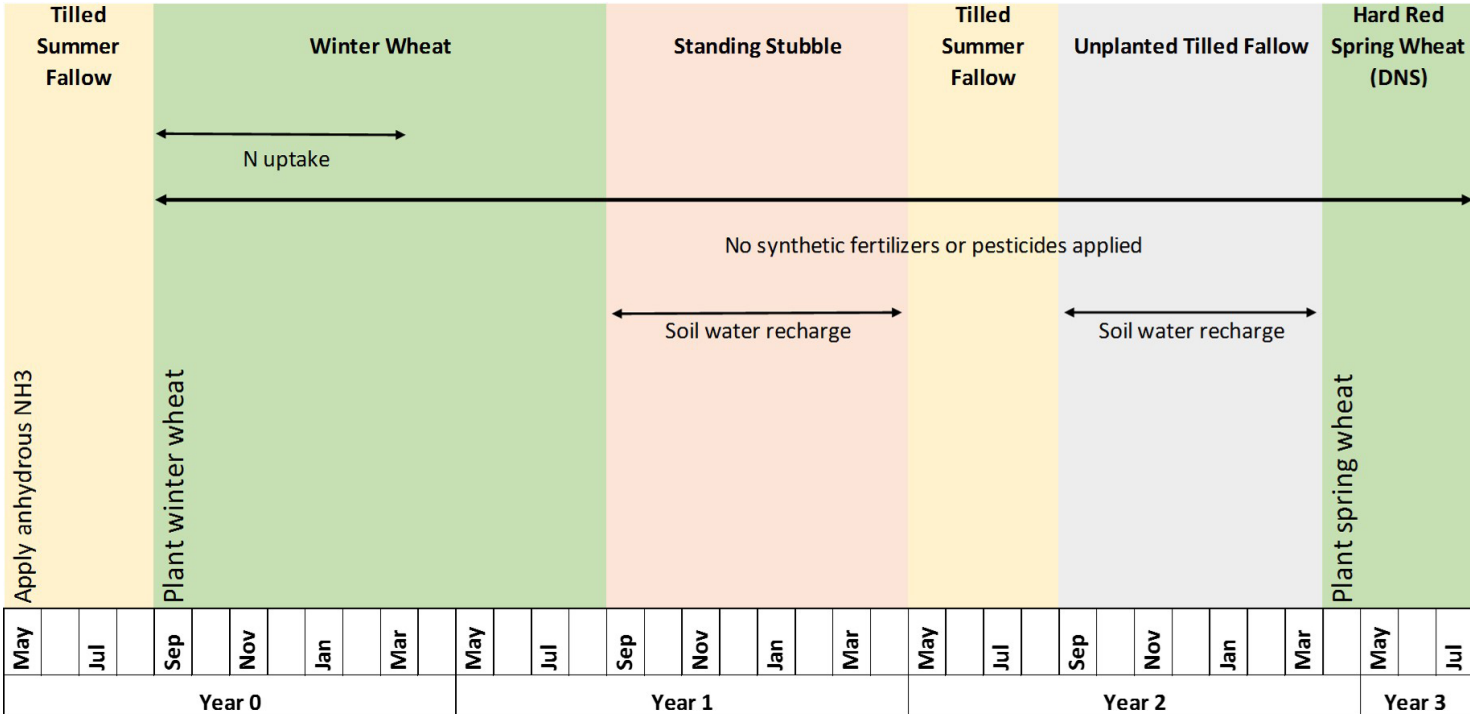 Tilled
Summer
Fallow
Winter Wheat
Standing Stubble
Tilled
Summer
Fallow
Unplanted Tilled Fallow
Hard Red
Spring Wheat
(DNS)
N uptake
No synthetic fertilizers or pesticides applied
Soil water recharge
Soil water recharge
Apply anhydrous NH3
Plant winter wheat
Plant spring wheat
May
Jul
Sep
Nov
Jan
Mar
May
Jul
Sep
Nov
Jan
Mar
May
Jul
Sep
Nov
Jan
Mar
May
Jul
Year 0
Year 1
Year 2
Year 3